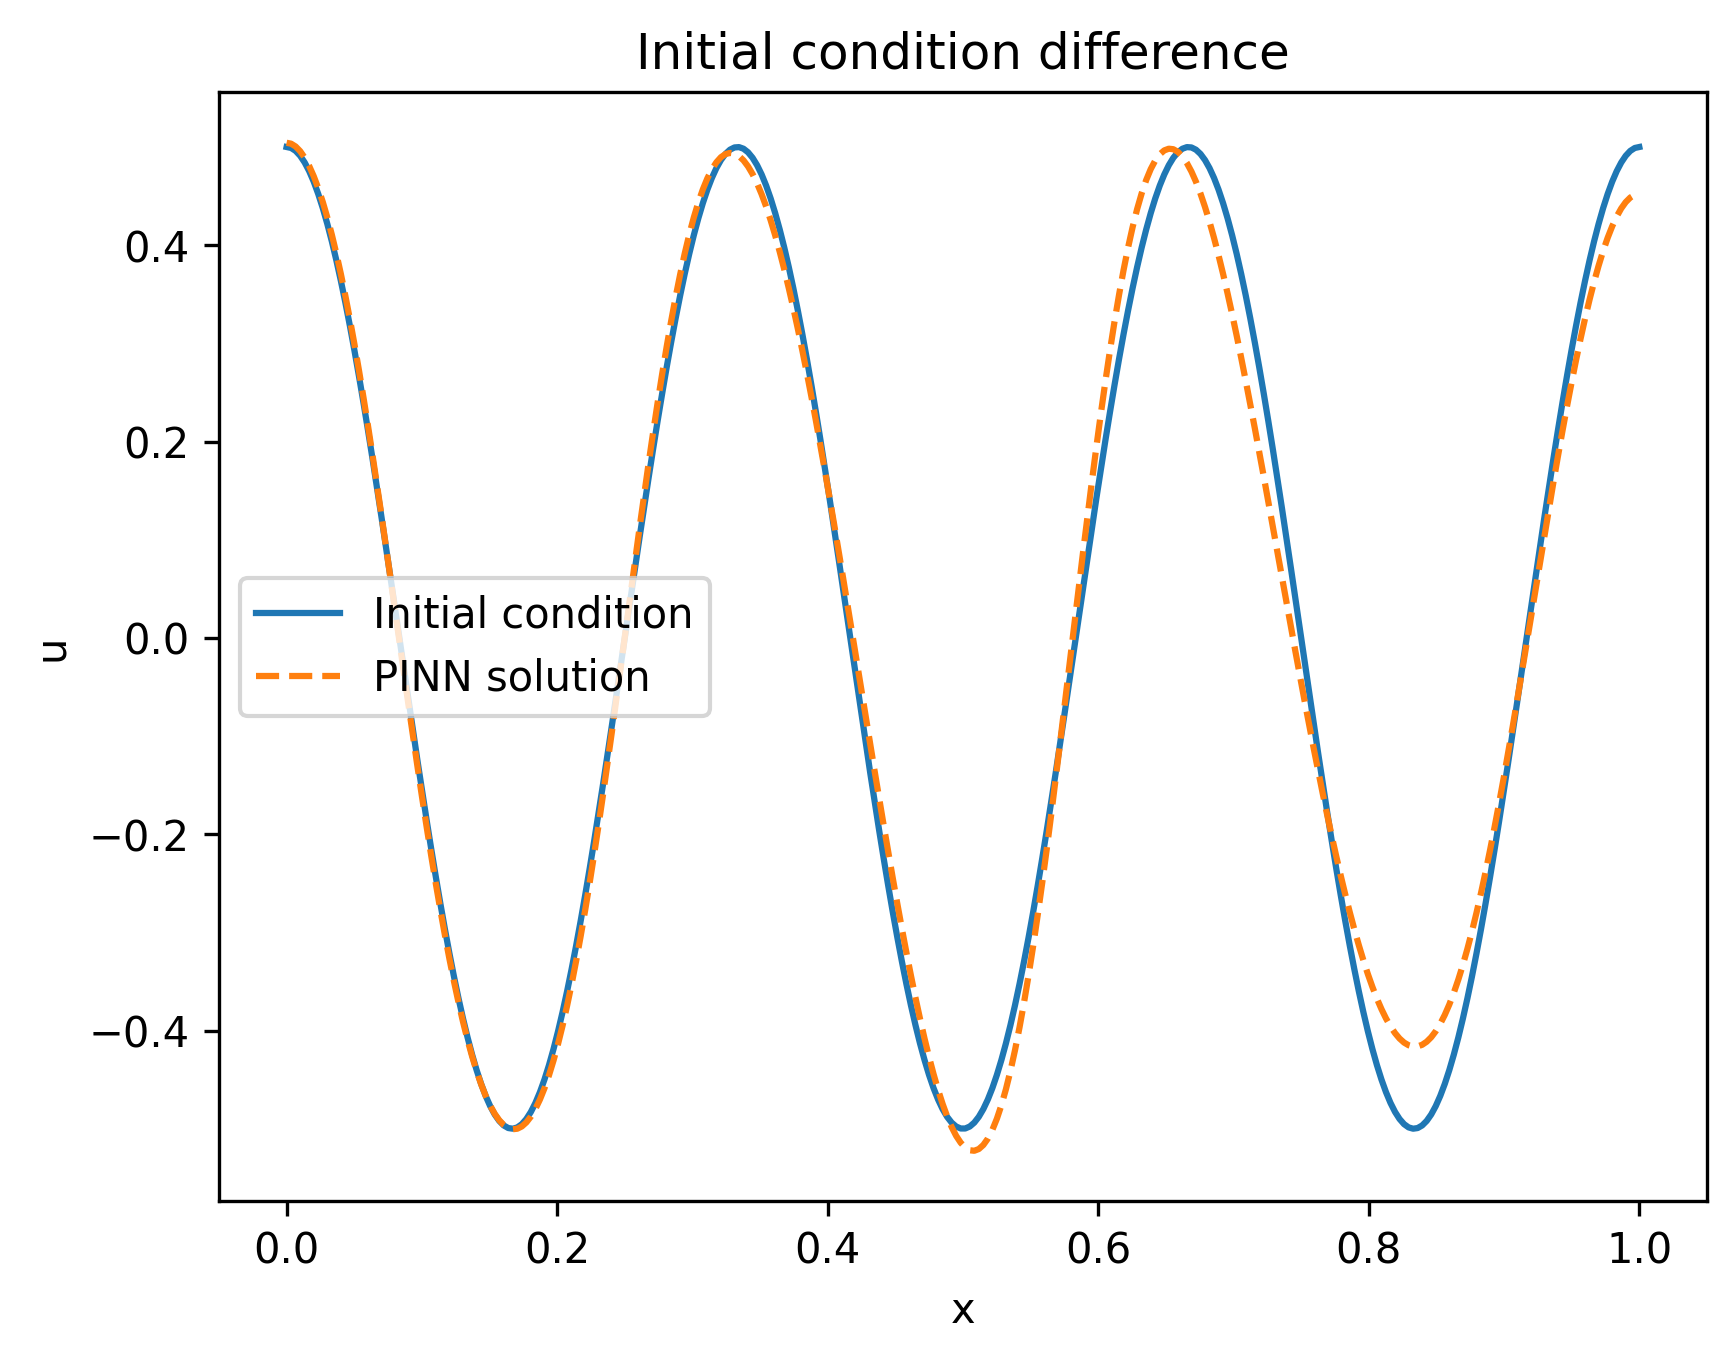 Initial condition difference
0.4
0.2
0.0
−0.2
−0.4
u
Initial condition
PINN solution
0.0 0.2 0.4 0.6 0.8 1.0
x